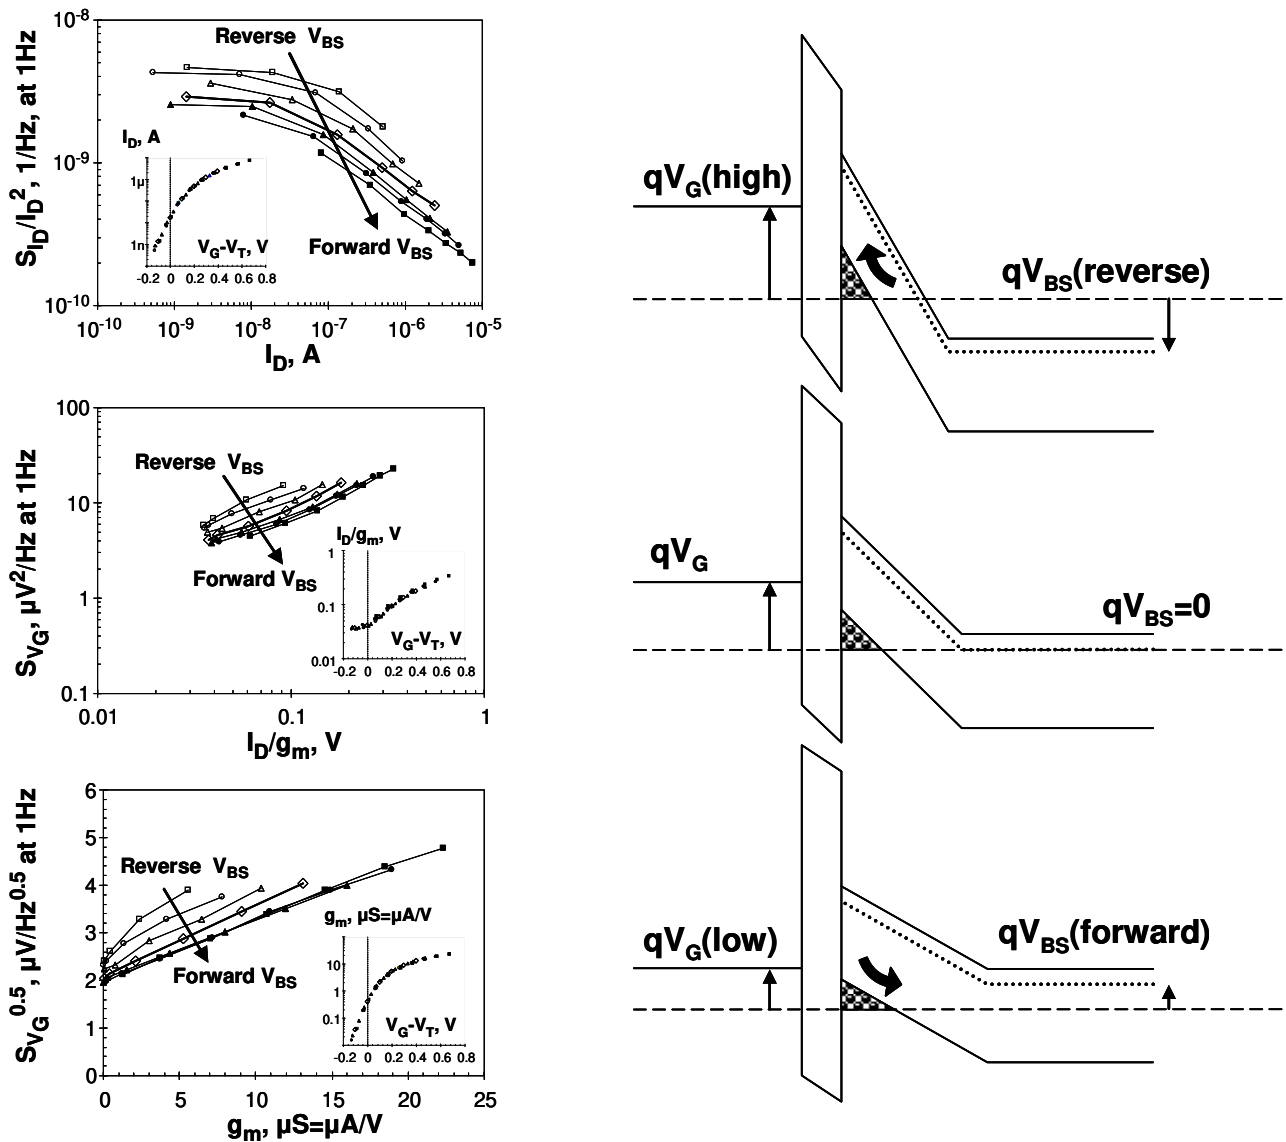 S_ID/I_D^2, 1/Hz, at 1Hz
10^-8
10^-9
10^-10
Reverse V_BS
Forward V_BS
I_D, A
1μ
1n
V_G-V_T, V
-0.2 0 0.2 0.4 0.6 0.8
10^-10 10^-9 10^-8 10^-7 10^-6 10^-5
I_D, A
S_VG, μV^2/Hz at 1Hz
100
10
1
0.1
Reverse V_BS
Forward V_BS
I_D/g_m, V
1
0.1
0.01
V_G-V_T, V
-0.2 0 0.2 0.4 0.6 0.8
0.01 0.1 1
I_D/g_m, V
S_VG^0.5, μV/Hz^0.5 at 1Hz
6
5
4
3
2
1
0
Reverse V_BS
Forward V_BS
g_m, μS=μA/V
10
1
0.1
V_G-V_T, V
-0.2 0 0.2 0.4 0.6 0.8
0 5 10 15 20 25
g_m, μS=μA/V
qV_G(high)
qV_BS(reverse)
qV_G
qV_BS=0
qV_G(low)
qV_BS(forward)